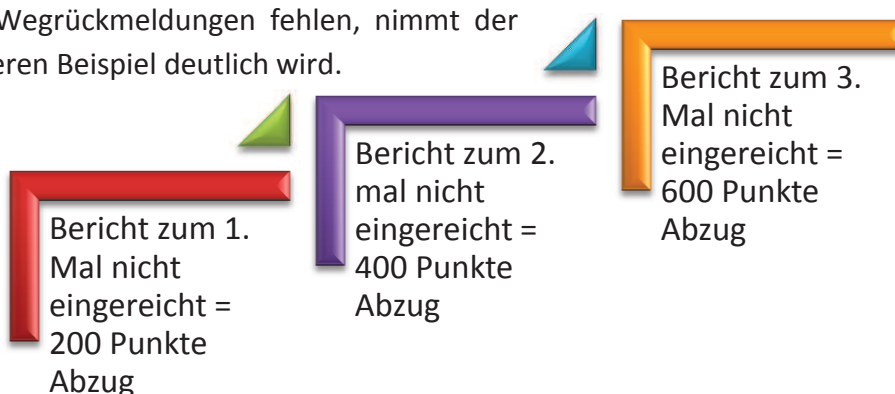 Wegrückmeldungen fehlen, nimmt der
eren Beispiel deutlich wird.
Bericht zum 1.
Mal nicht
eingereicht =
200 Punkte
Abzug
Bericht zum 2.
mal nicht
eingereicht =
400 Punkte
Abzug
Bericht zum 3.
Mal nicht
eingereicht =
600 Punkte
Abzug